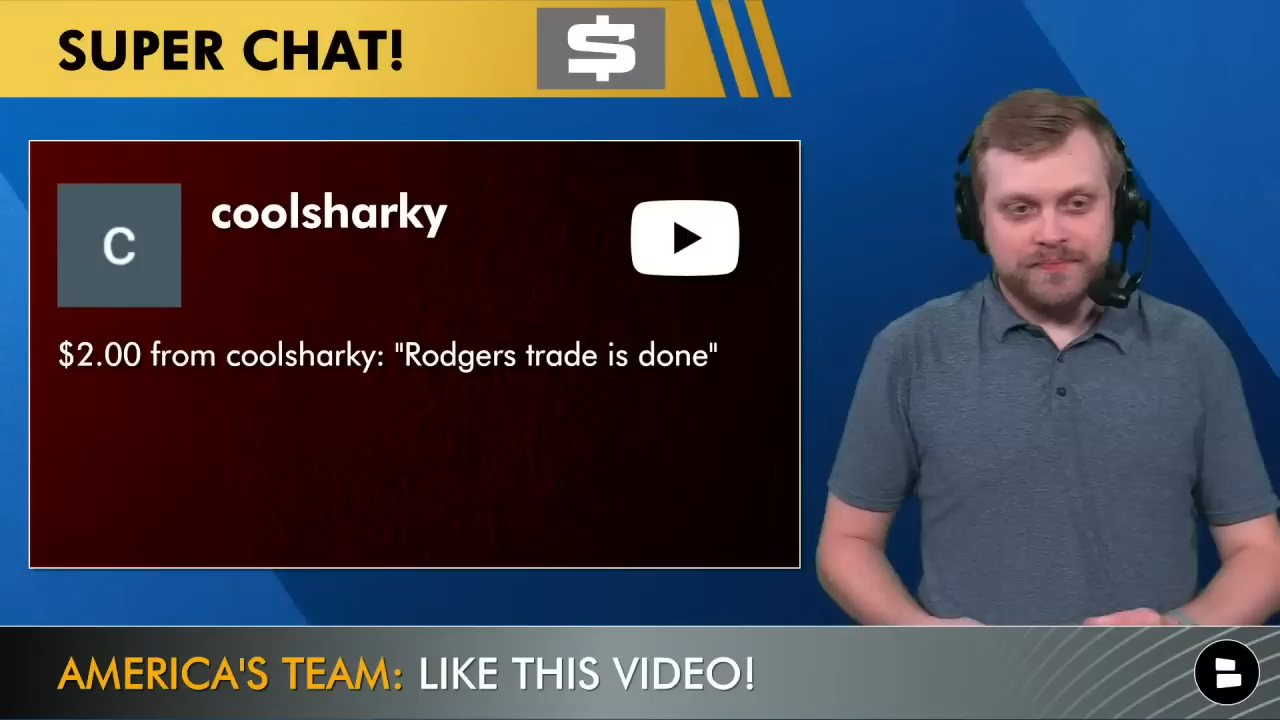 SUPER CHAT!
$
C
coolsharky
$2.00 from coolsharky: "Rodgers trade is done"
AMERICA'S TEAM: LIKE THIS VIDEO!